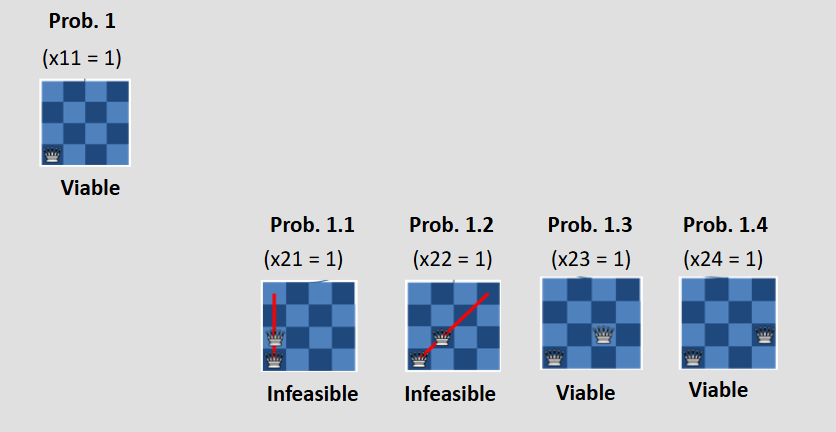 Prob. 1
(x11 = 1)
Viable
Prob. 1.1
(x21 = 1)
Infeasible
Prob. 1.2
(x22 = 1)
Infeasible
Prob. 1.3
(x23 = 1)
Viable
Prob. 1.4
(x24 = 1)
Viable